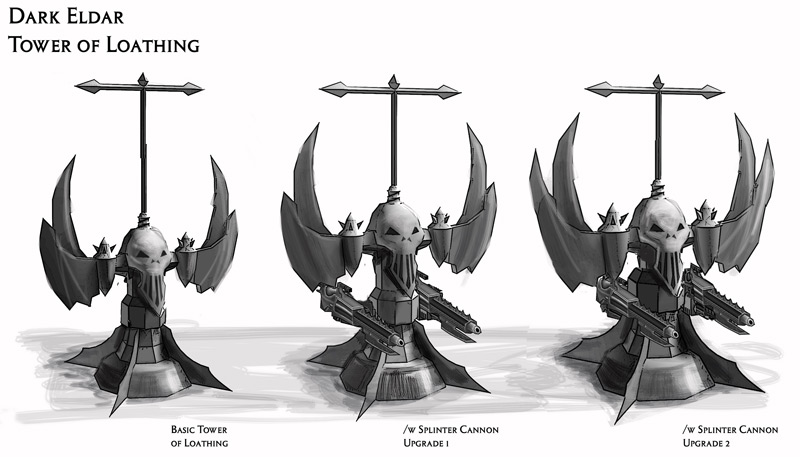 Dark Eldar
Tower of Loathing
Basic Tower
of Loathing
/w Splinter Cannon
Upgrade 1
/w Splinter Cannon
Upgrade 2